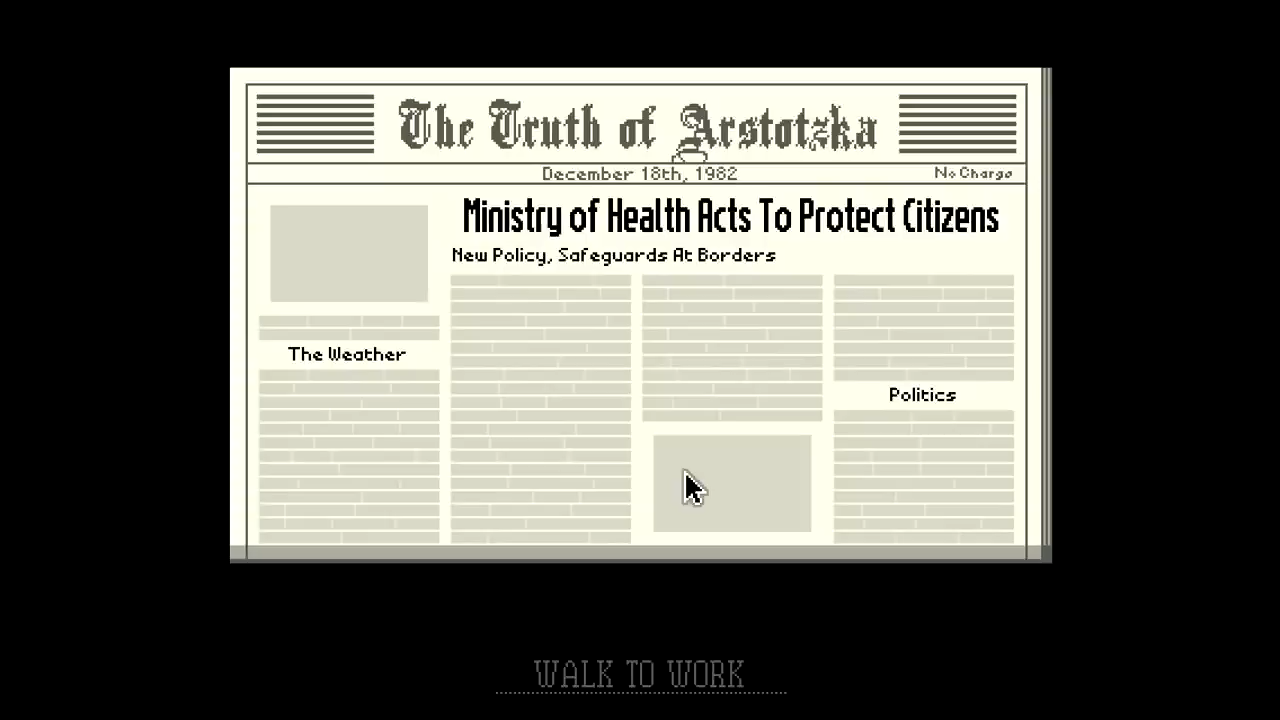 The Truth of Arstotzka
December 18th, 1982
No Charge
Ministry of Health Acts To Protect Citizens
New Policy, Safeguards At Borders
The Weather
Politics
WALK TO WORK